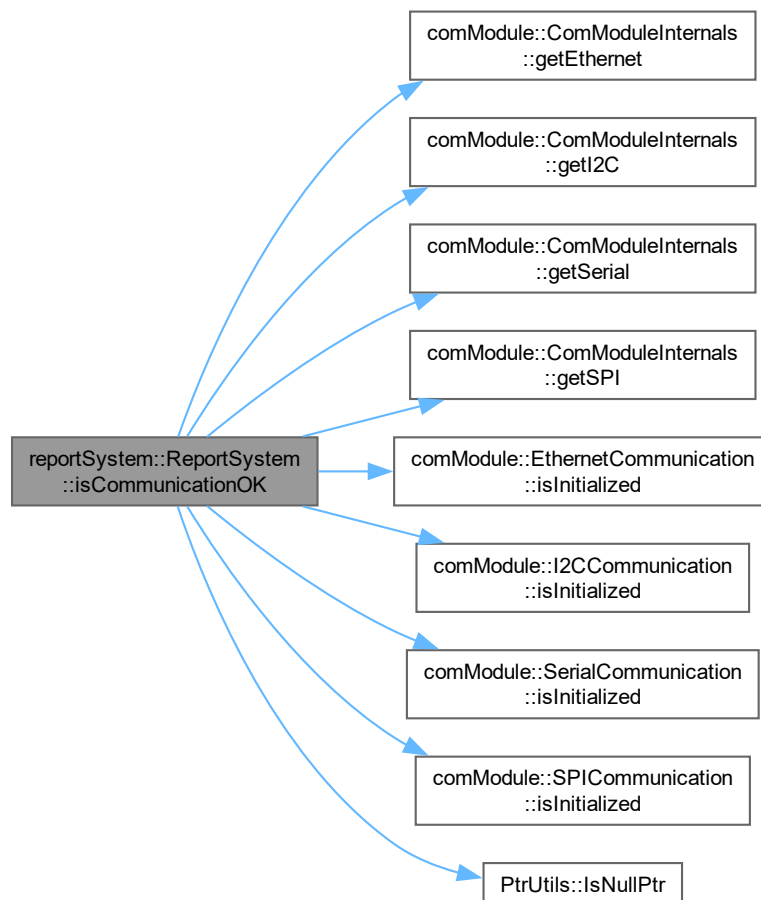 comModule::ComModuleInternals
::getEthernet
comModule::ComModuleInternals
::getI2C
comModule::ComModuleInternals
::getSerial
comModule::ComModuleInternals
::getSPI
reportSystem::ReportSystem
::isCommunicationOK
comModule::EthernetCommunication
::isInitialized
comModule::I2CCommunication
::isInitialized
comModule::SerialCommunication
::isInitialized
comModule::SPICommunication
::isInitialized
PtrUtils::IsNullPtr